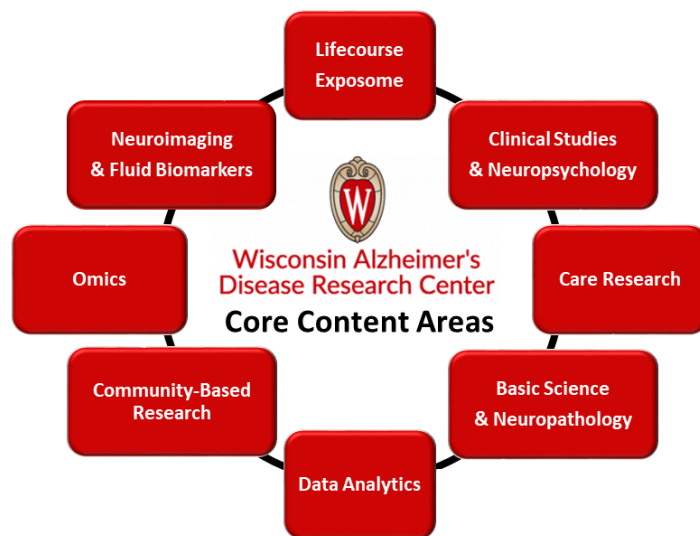 Lifecourse
Exposome
Neuroimaging
& Fluid Biomarkers
Clinical Studies
& Neuropsychology
W
Wisconsin Alzheimer's
Disease Research Center
Core Content Areas
Omics
Care Research
Community-Based
Research
Basic Science
& Neuropathology
Data Analytics